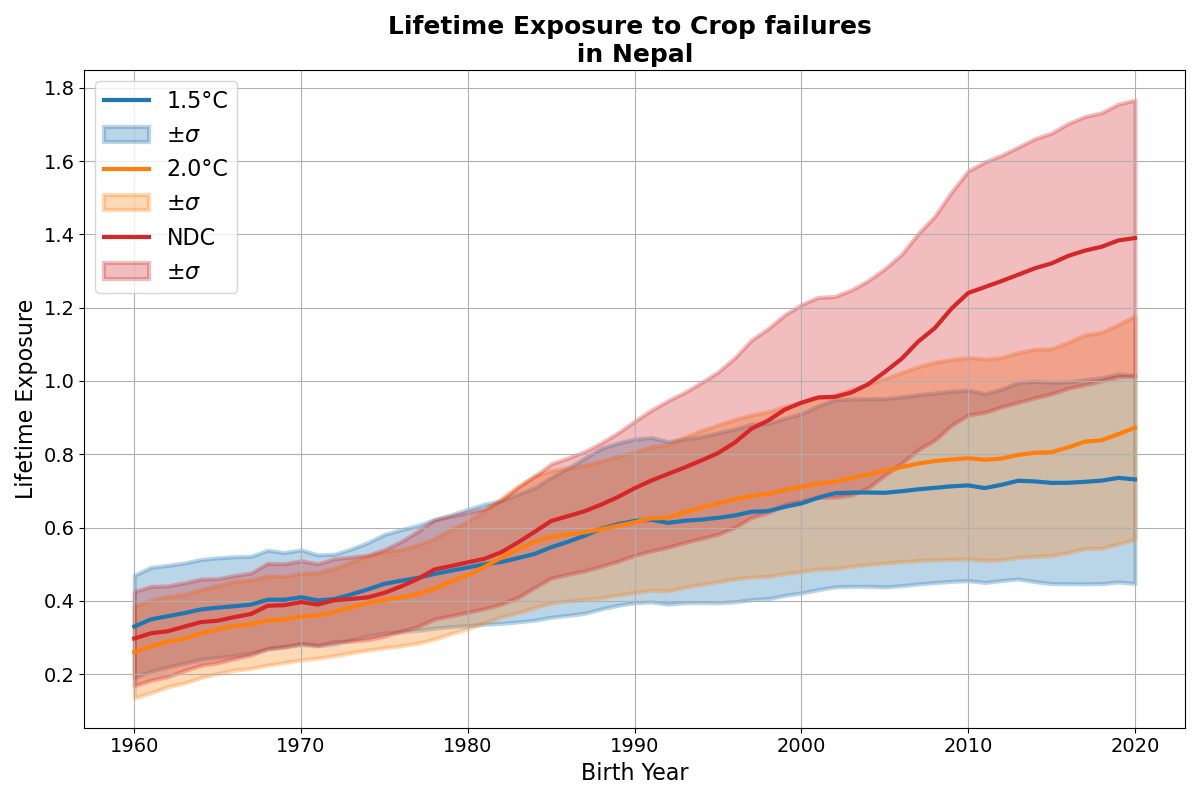 Lifetime Exposure to Crop failures
in Nepal
1.5°C
±σ
2.0°C
±σ
NDC
±σ
Lifetime Exposure
1.8
1.6
1.4
1.2
1.0
0.8
0.6
0.4
0.2
1960 1970 1980 1990 2000 2010 2020
Birth Year